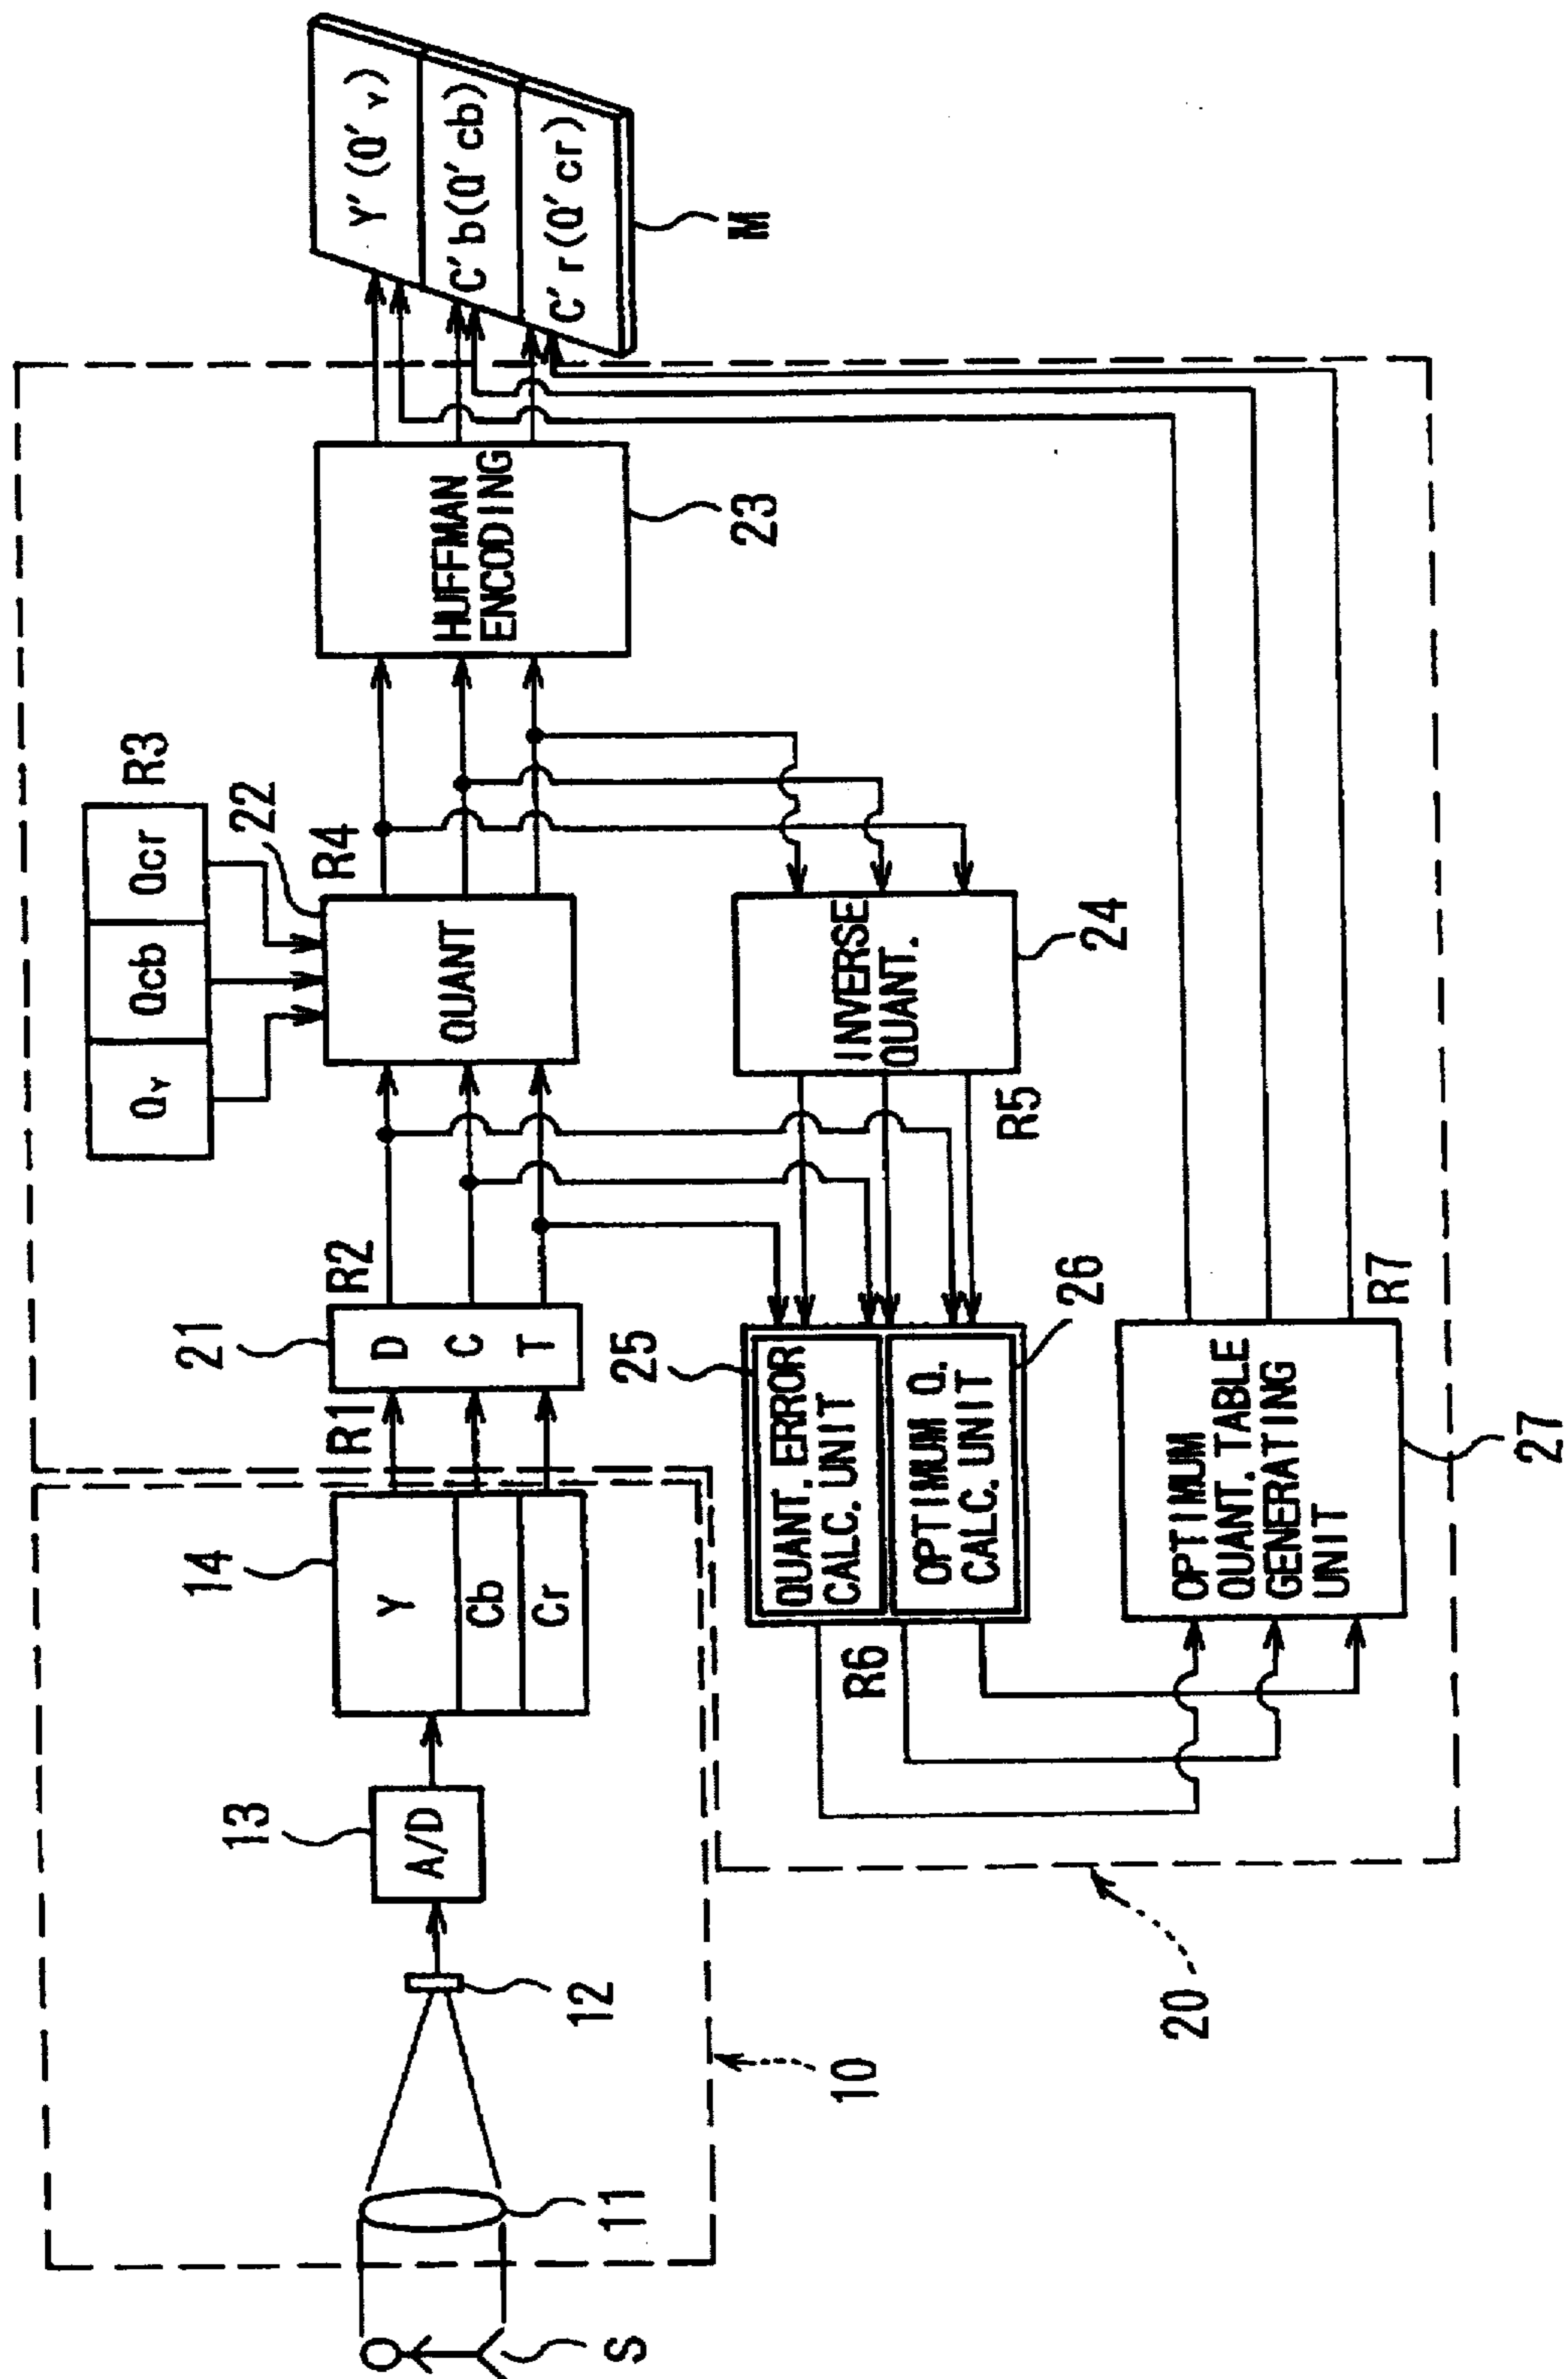 S
11
12
10
13
A/D
14
Y
Cb
Cr
R1
21
D
C
T
R2
QY
Qcb
Qcr
R3
22
QUANT
R4
HUFFMAN
ENCODING
23
Y'(Q'Y)
C'b(Q'cb)
C'r(Q'cr)
M
INVERSE
QUANT.
24
R5
25
QUANT. ERROR
CALC. UNIT
OPTIMUM Q.
CALC. UNIT
26
R6
OPTIMUM
QUANT. TABLE
GENERATING
UNIT
27
R7
20